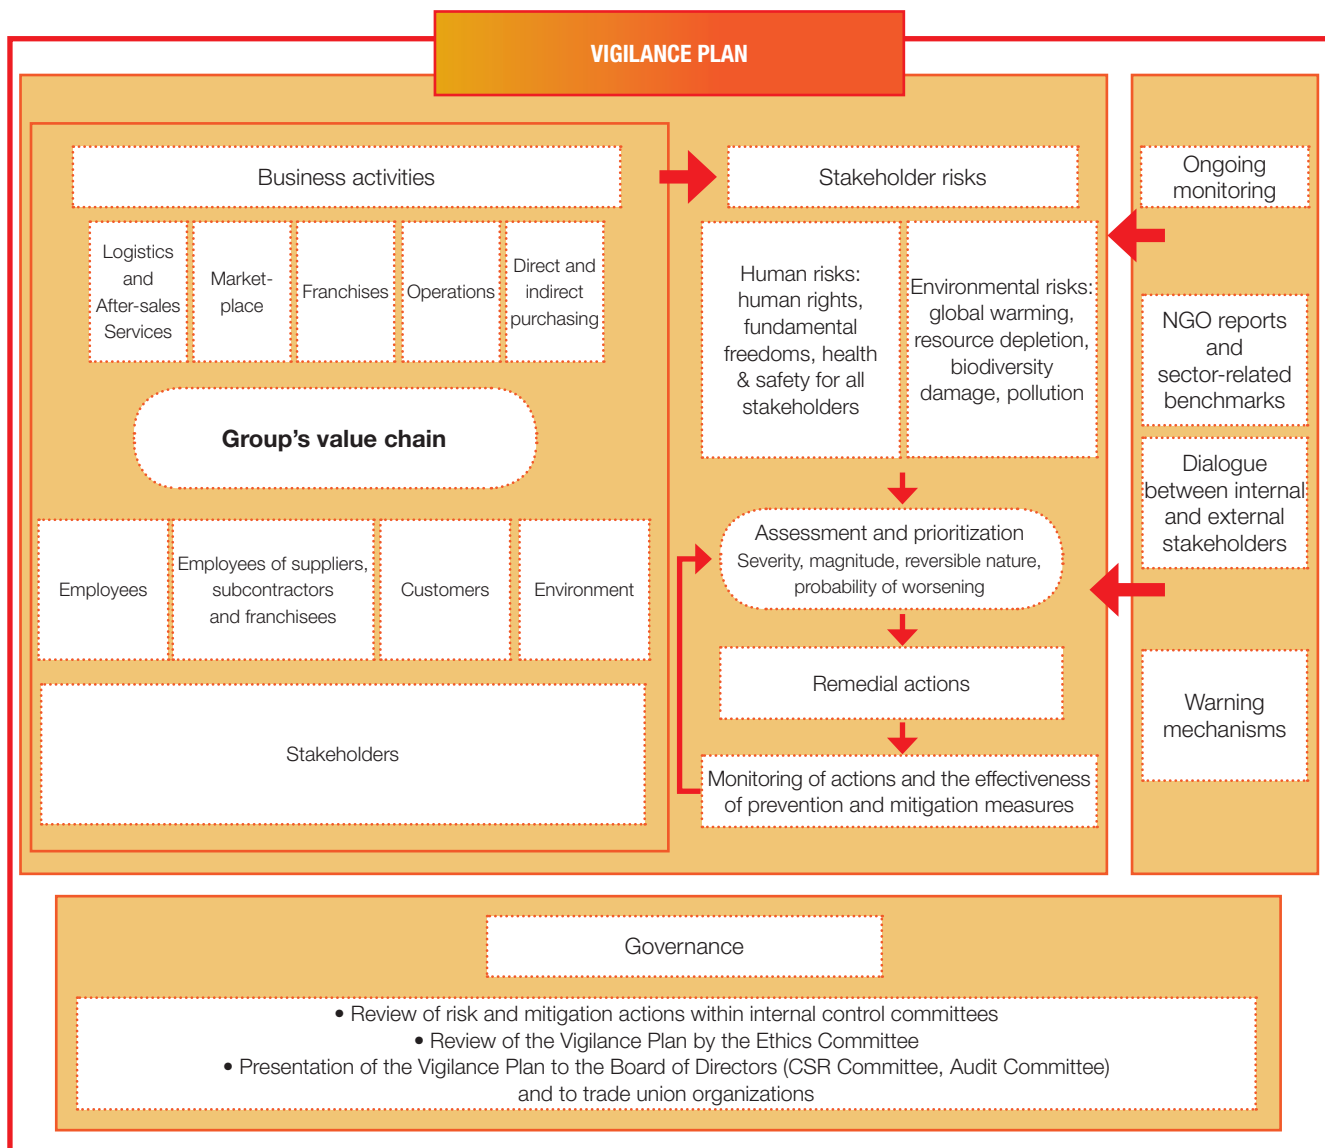 VIGILANCE PLAN
Business activities
Logistics
and
After-sales
Services
Market-
place
Franchises
Operations
Direct and
indirect
purchasing
Group's value chain
Employees
Employees of suppliers,
subcontractors
and franchisees
Customers
Environment
Stakeholders
Stakeholder risks
Human risks:
human rights,
fundamental
freedoms, health
& safety for all
stakeholders
Environmental risks:
global warming,
resource depletion,
biodiversity
damage, pollution
Assessment and prioritization
Severity, magnitude, reversible nature,
probability of worsening
Remedial actions
Monitoring of actions and the effectiveness
of prevention and mitigation measures
Ongoing
monitoring
NGO reports
and
sector-related
benchmarks
Dialogue
between internal
and external
stakeholders
Warning
mechanisms
Governance
• Review of risk and mitigation actions within internal control committees
• Review of the Vigilance Plan by the Ethics Committee
• Presentation of the Vigilance Plan to the Board of Directors (CSR Committee, Audit Committee)
and to trade union organizations